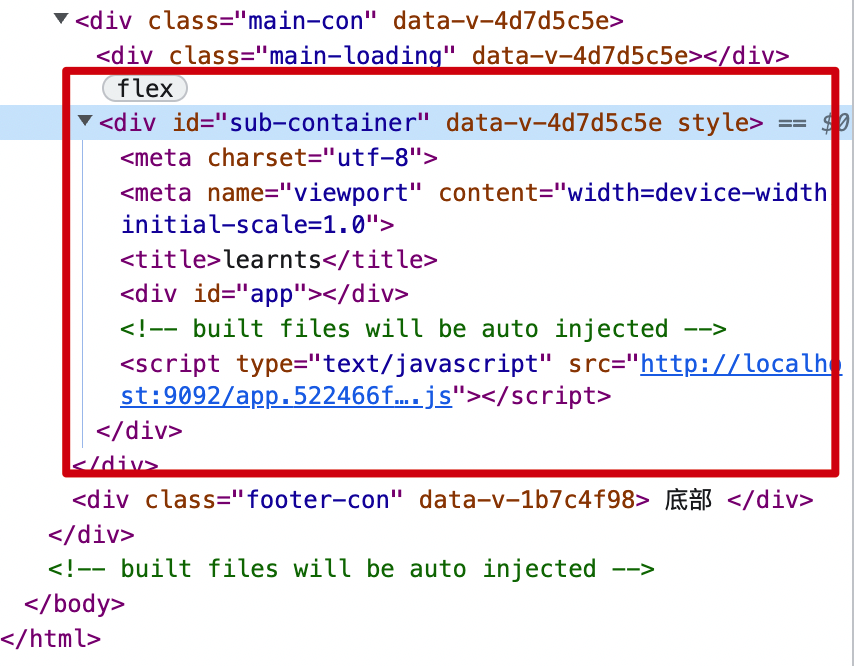 ▼<div class="main-con" data-v-4d7d5c5e>
<div class="main-loading" data-v-4d7d5c5e></div>
flex
▼<div id="sub-container" data-v-4d7d5c5e style> == $0
<meta charset="utf-8">
<meta name="viewport" content="width=device-width
initial-scale=1.0">
<title>learnts</title>
<div id="app"></div>
<!-- built files will be auto injected -->
<script type="text/javascript" src="http://localho
st:9092/app.522466f….js"></script>
</div>
</div>
<div class="footer-con" data-v-1b7c4f98> 底部 </div>
</div>
<!-- built files will be auto injected -->
</body>
</html>